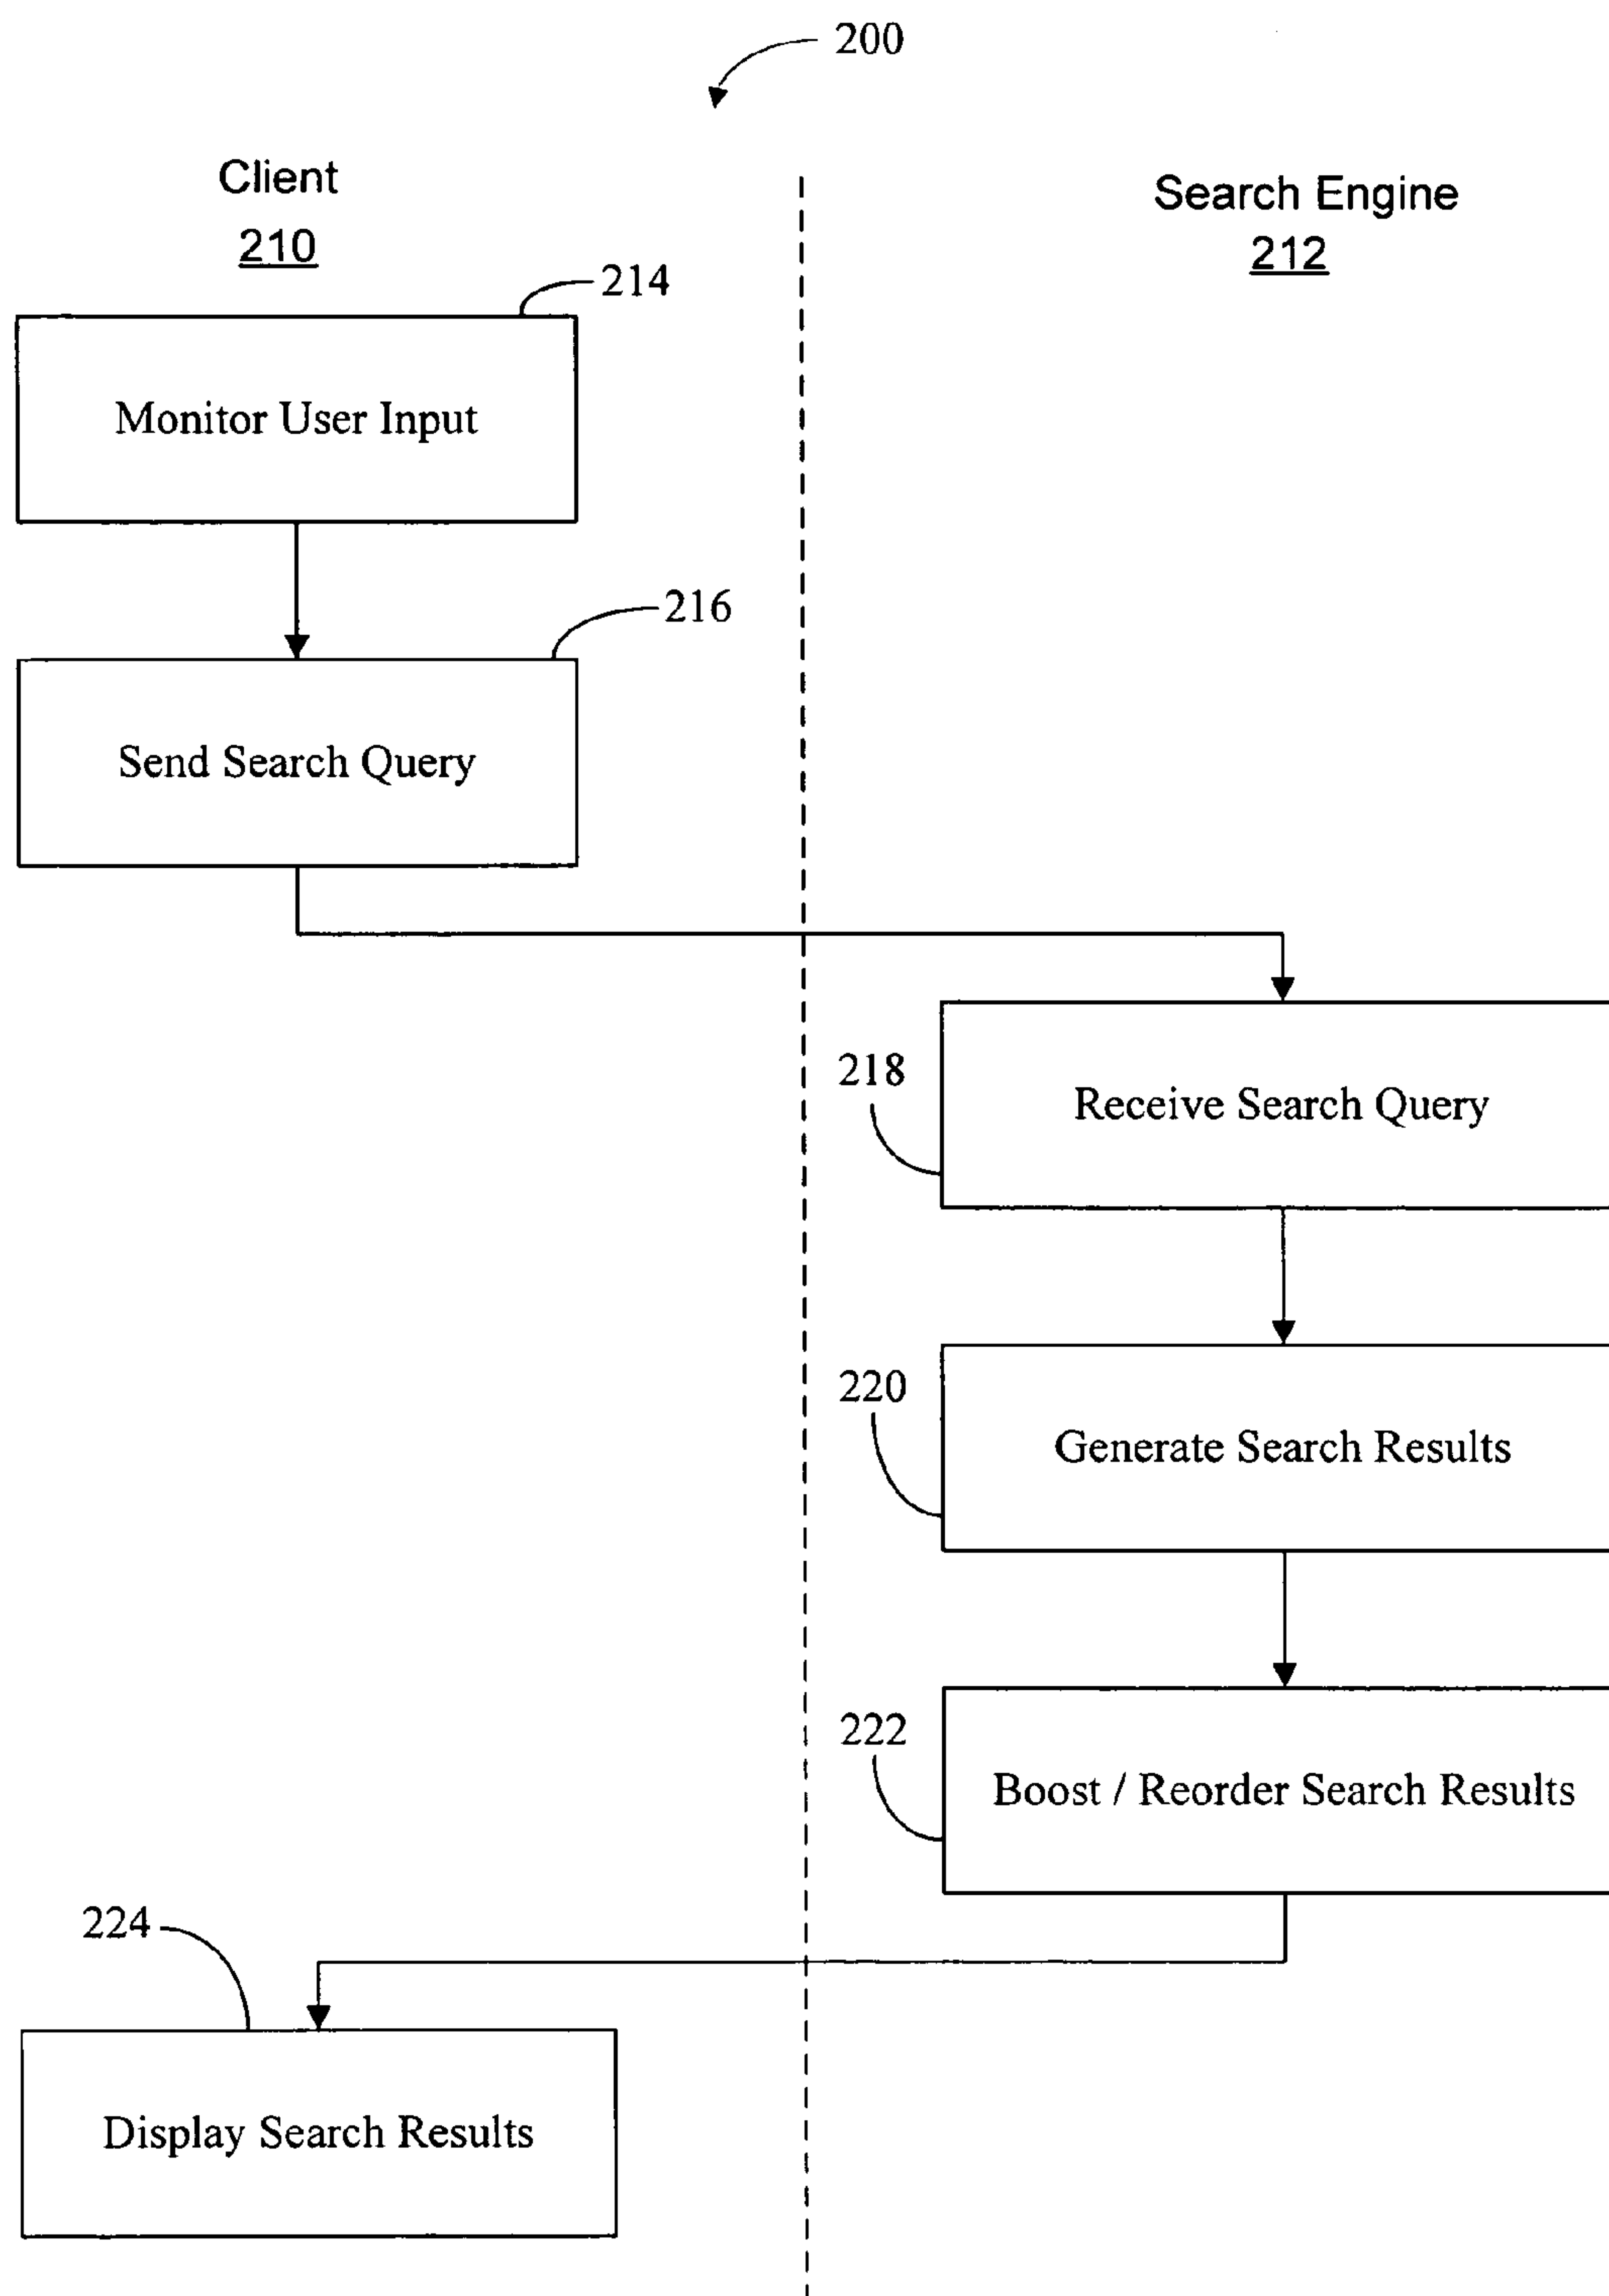 200
Client
210
Search Engine
212
214
Monitor User Input
216
Send Search Query
218
Receive Search Query
220
Generate Search Results
222
Boost / Reorder Search Results
224
Display Search Results